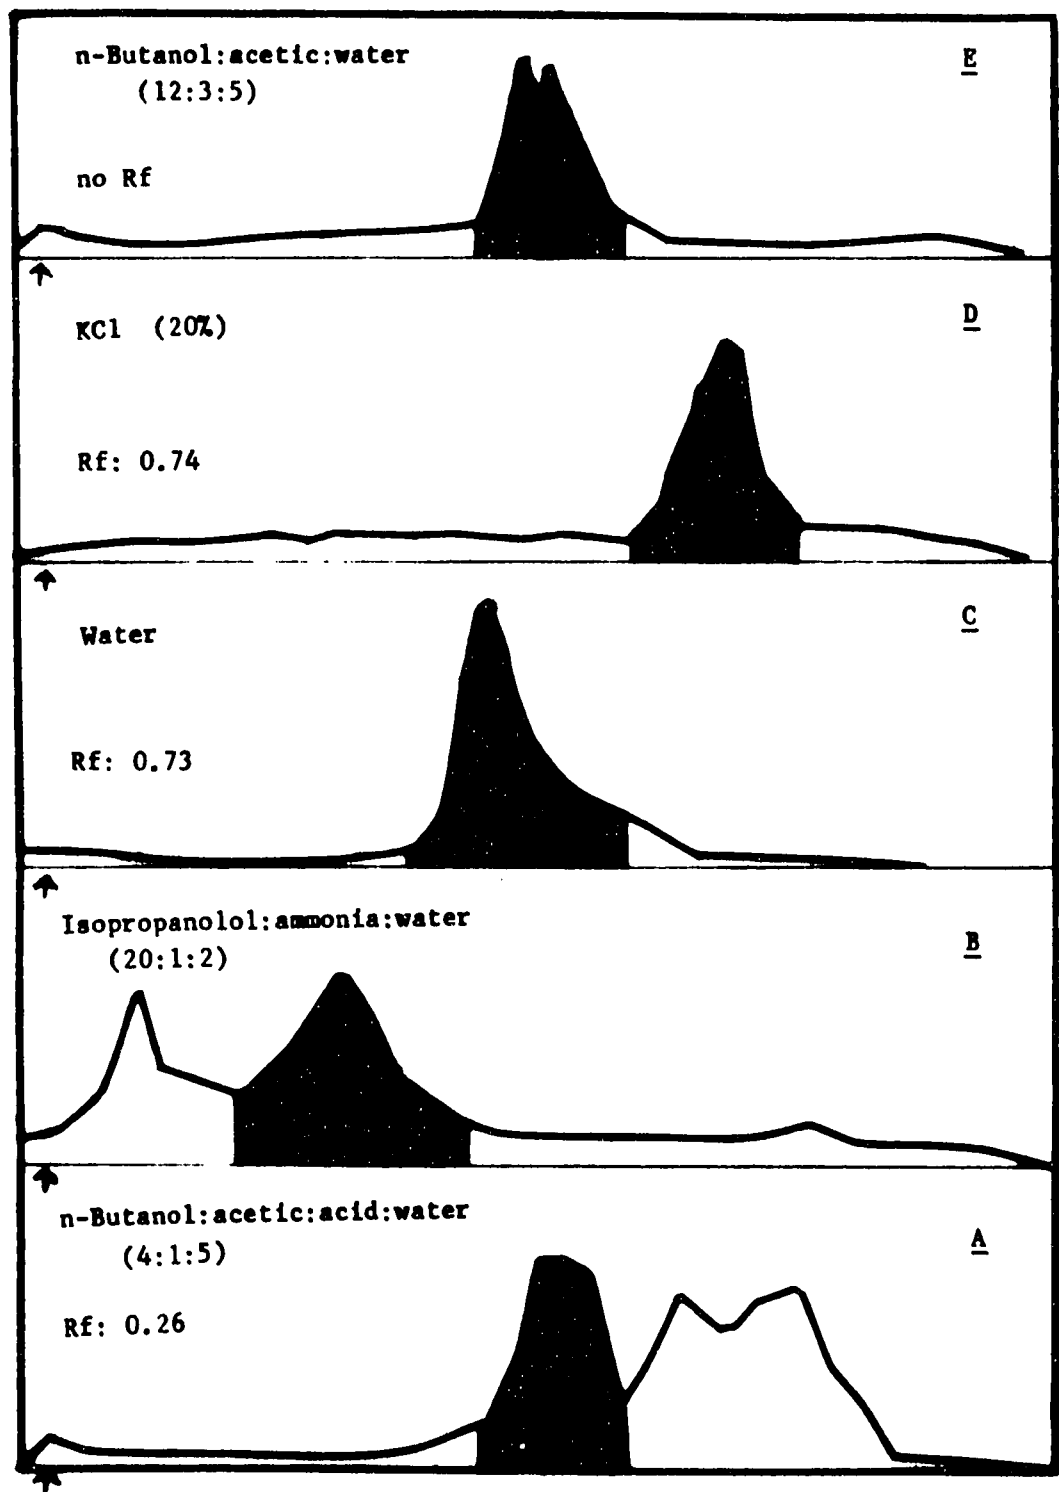 n-Butanol:acetic:water
E
(12:3:5)
no Rf
KCl (20%)
D
Rf: 0.74
Water
C
Rf: 0.73
Isopropanolol:ammonia:water
B
(20:1:2)
n-Butanol:acetic:acid:water
A
(4:1:5)
Rf: 0.26